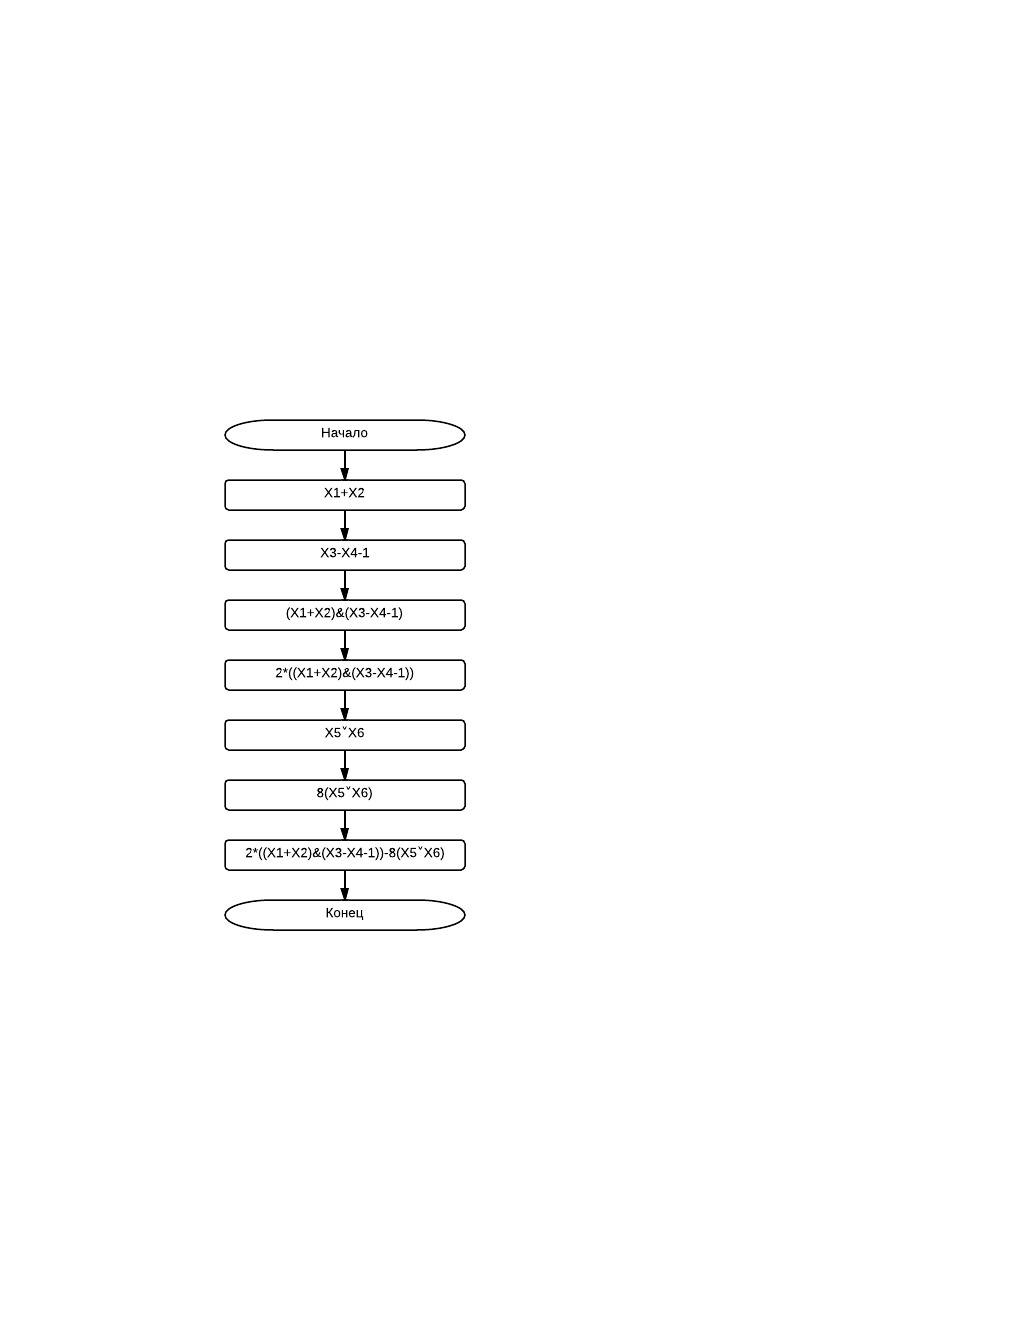 Начало
X1+X2
X3-X4-1
(X1+X2)&(X3-X4-1)
2*((X1+X2)&(X3-X4-1))
X5ˇX6
8(X5ˇX6)
2*((X1+X2)&(X3-X4-1))-8(X5ˇX6)
Конец